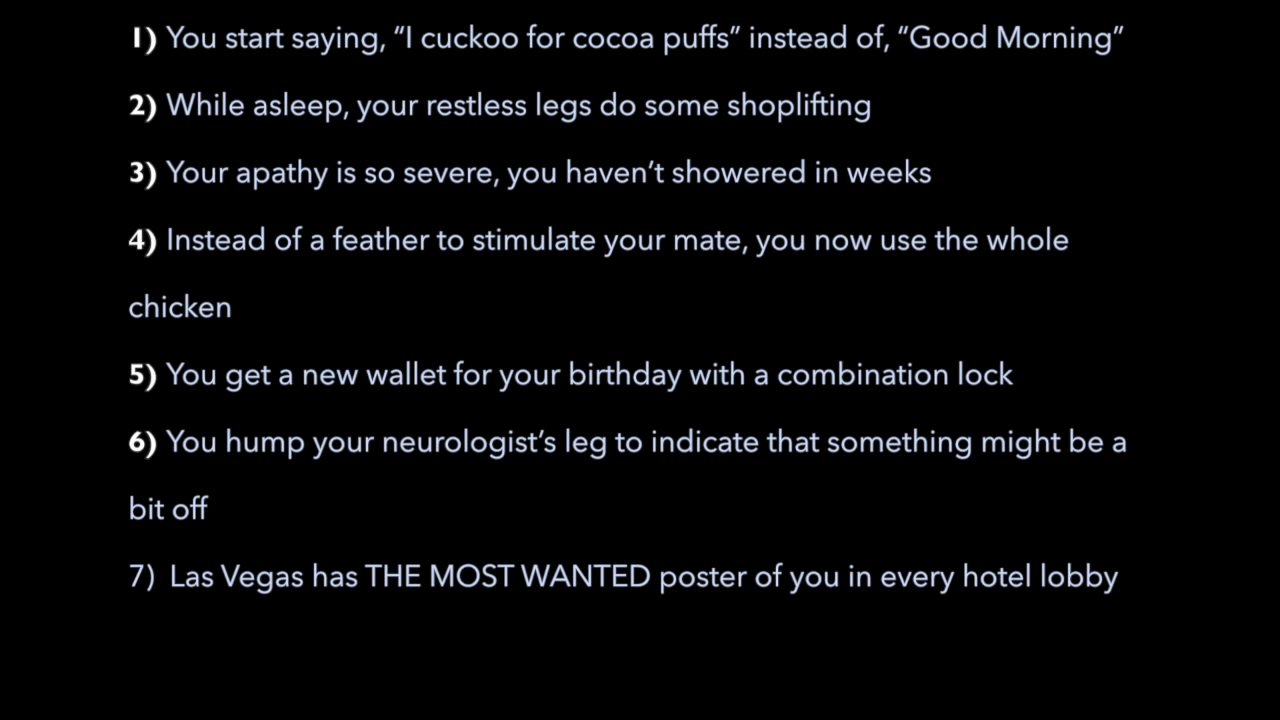 1) You start saying, “I cuckoo for cocoa puffs” instead of, “Good Morning”
2) While asleep, your restless legs do some shoplifting
3) Your apathy is so severe, you haven’t showered in weeks
4) Instead of a feather to stimulate your mate, you now use the whole
chicken
5) You get a new wallet for your birthday with a combination lock
6) You hump your neurologist’s leg to indicate that something might be a
bit off
7) Las Vegas has THE MOST WANTED poster of you in every hotel lobby